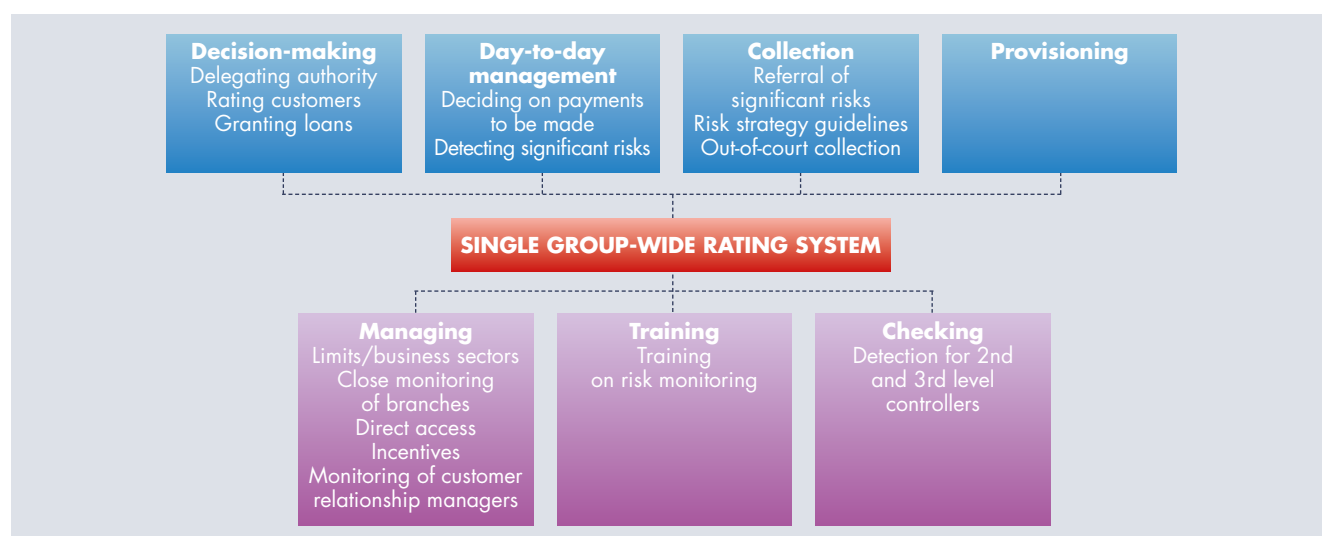 Decision-making
Delegating authority
Rating customers
Granting loans
Day-to-day
management
Deciding on payments
to be made
Detecting significant risks
Collection
Referral of
significant risks
Risk strategy guidelines
Out-of-court collection
Provisioning
SINGLE GROUP-WIDE RATING SYSTEM
Managing
Limits/business sectors
Close monitoring
of branches
Direct access
Incentives
Monitoring of customer
relationship managers
Training
Training
on risk monitoring
Checking
Detection for 2nd
and 3rd level
controllers